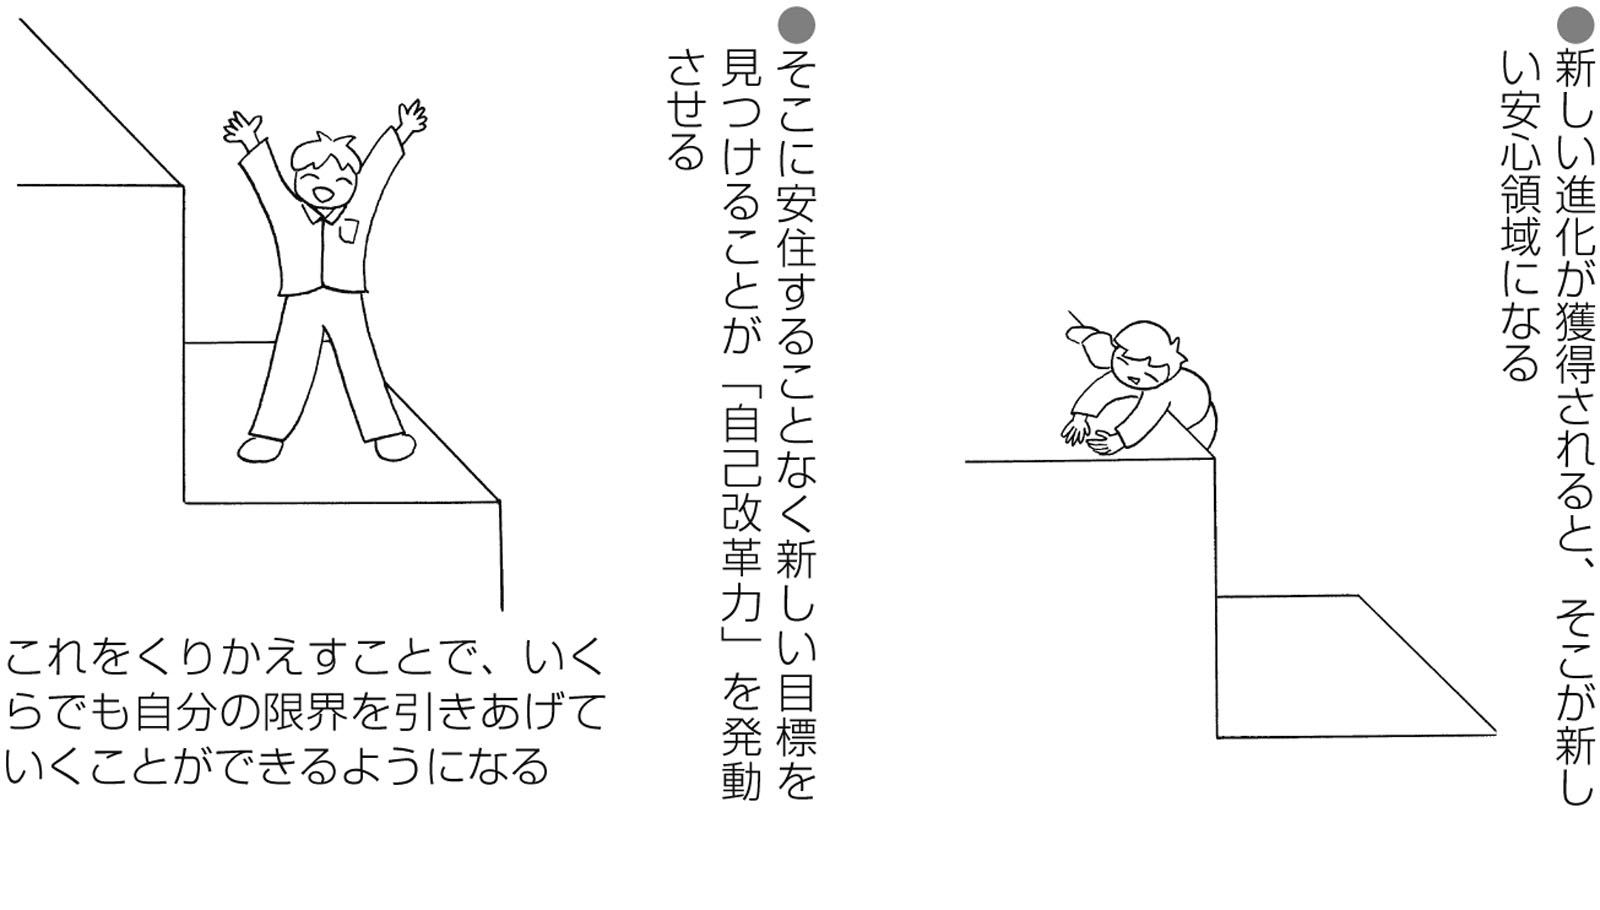 ●新しい進化が獲得されると、そこが新し
い安心領域になる
●そこに安住することなく新しい目標を
見つけることが「自己改革力」を発動
させる
これをくりかえすことで、いく
らでも自分の限界を引きあげて
いくことができるようになる